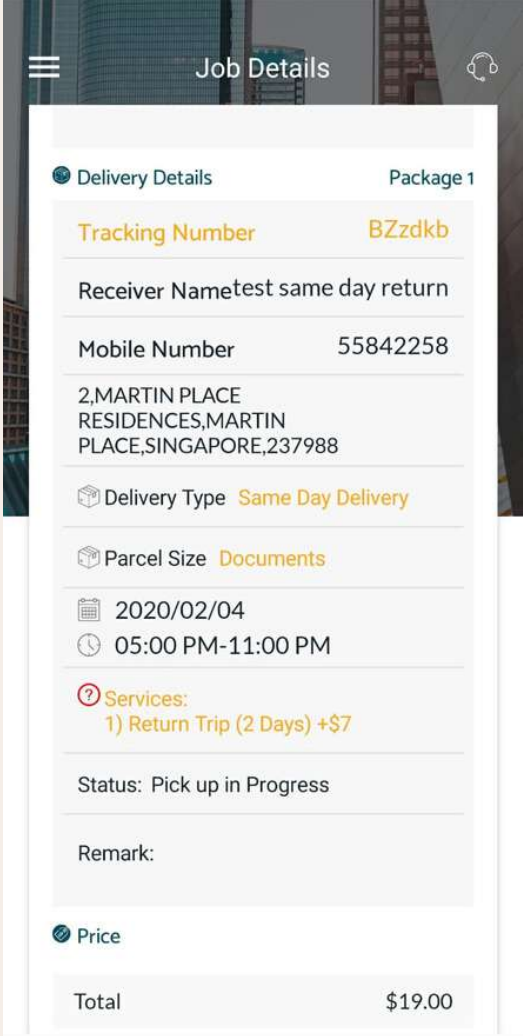 Job Details
Delivery Details Package 1
Tracking Number BZzdkb
Receiver Name test same day return
Mobile Number 55842258
2,MARTIN PLACE
RESIDENCES,MARTIN
PLACE,SINGAPORE,237988
Delivery Type Same Day Delivery
Parcel Size Documents
2020/02/04
05:00 PM-11:00 PM
? Services:
1) Return Trip (2 Days) +$7
Status: Pick up in Progress
Remark:
Price
Total $19.00